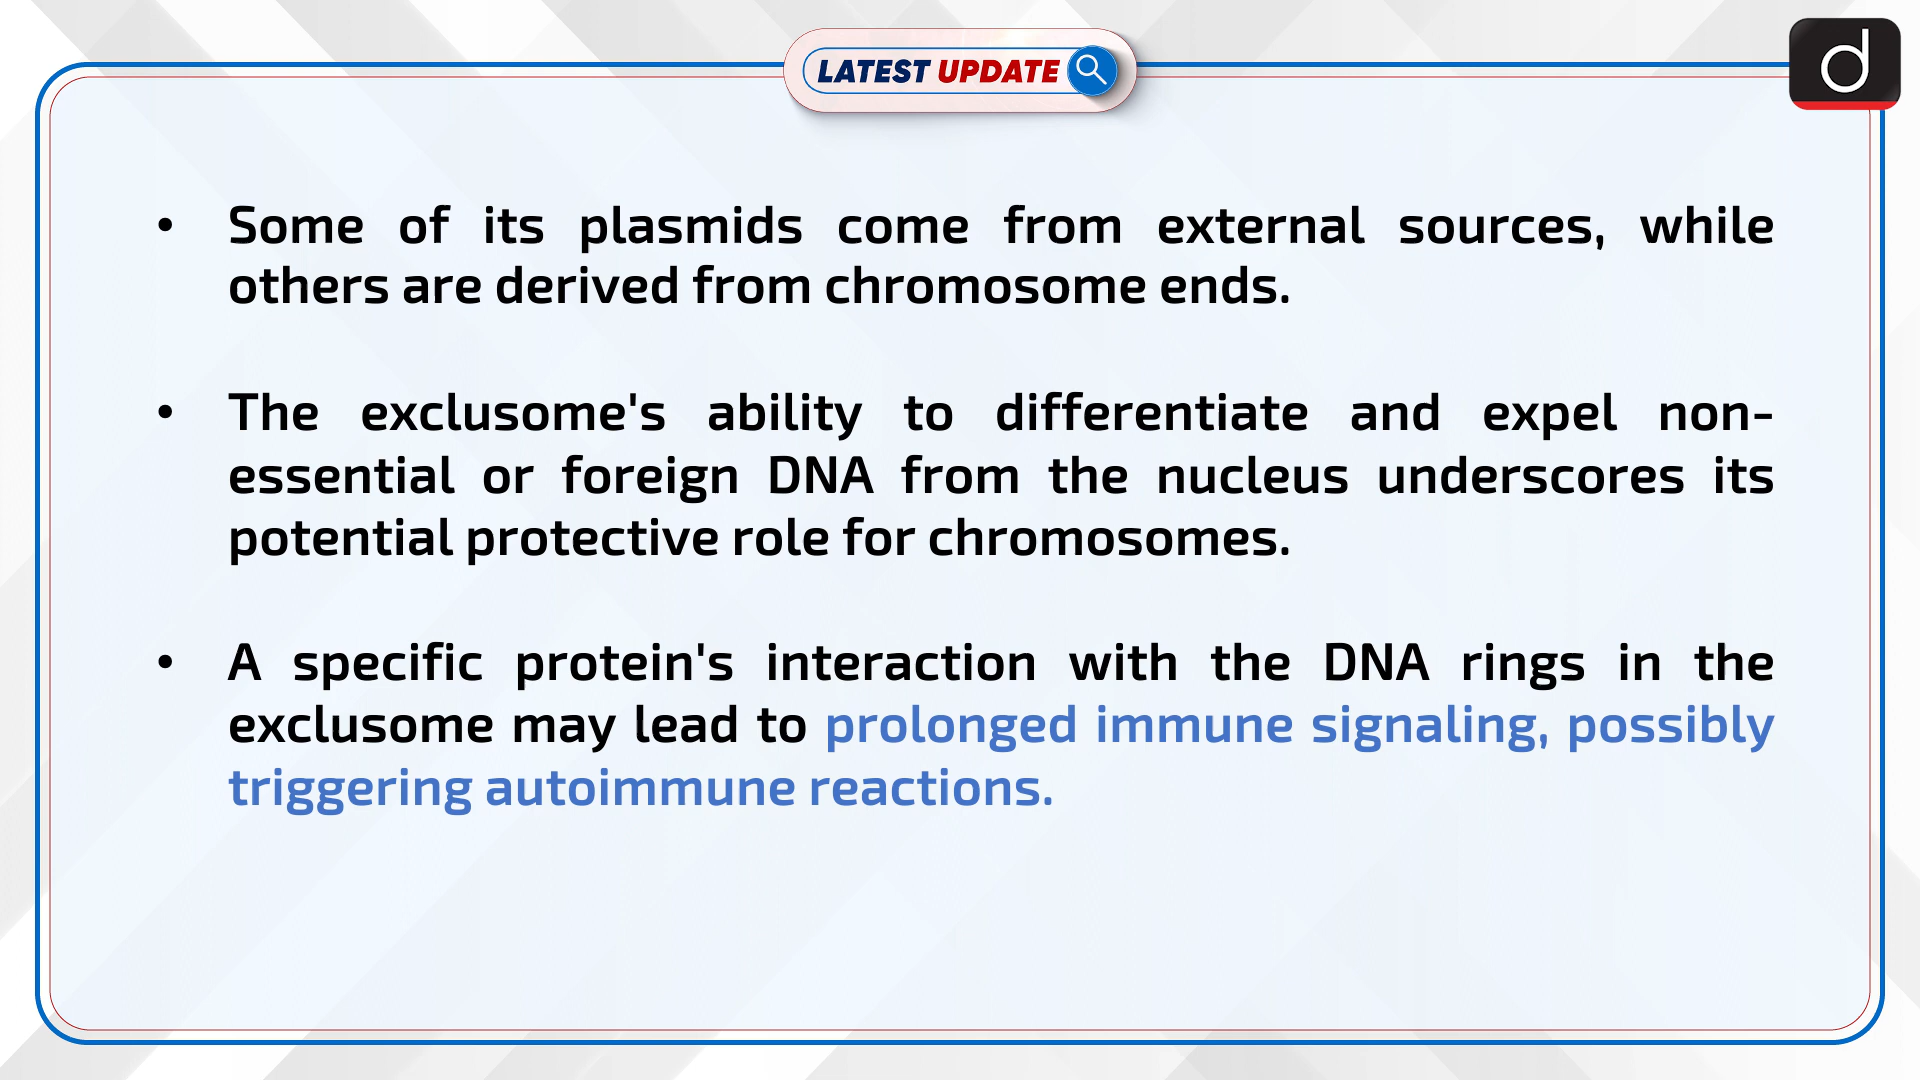 LATEST UPDATE
d
• Some of its plasmids come from external sources, while
others are derived from chromosome ends.
• The exclusome's ability to differentiate and expel non-
essential or foreign DNA from the nucleus underscores its
potential protective role for chromosomes.
• A specific protein's interaction with the DNA rings in the
exclusome may lead to prolonged immune signaling, possibly
triggering autoimmune reactions.